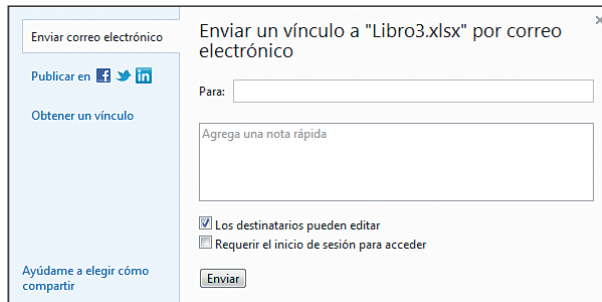 Enviar correo electrónico
Publicar en
Obtener un vínculo
Ayúdame a elegir cómo
compartir
Enviar un vínculo a "Libro3.xlsx" por correo
electrónico
Para:
Agrega una nota rápida
Los destinatarios pueden editar
Requerir el inicio de sesión para acceder
Enviar